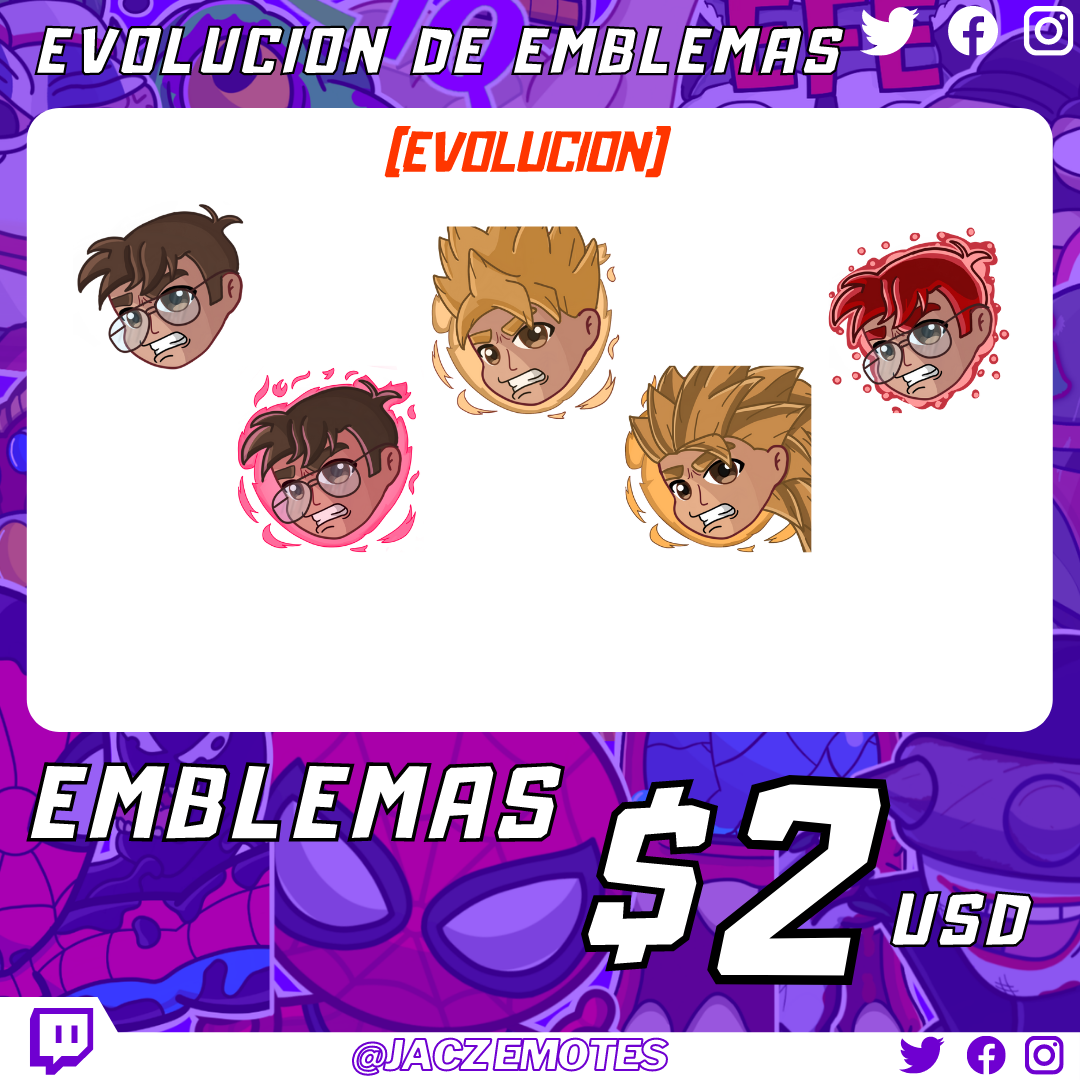 EVOLUCION DE EMBLEMAS
[EVOLUCION]
EMBLEMAS
$2 USD
@JACZEMOTES